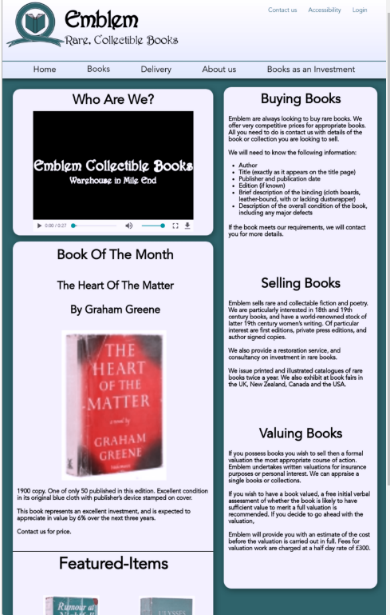 Emblem
Rare, Collectible Books
Contact us Accessibility Login
Home Books Delivery About us Books as an Investment
Who Are We?
Emblem Collectible Books
Warehouse in Mile End
0:00 / 0:27
Book Of The Month
The Heart Of The Matter
By Graham Greene
THE
HEART
OF THE
MATTER
a novel by
GRAHAM
GREENE
1900 copy. One of only 50 published in this edition. Excellent condition
in its original blue cloth with publisher's device stamped on cover.
This book represents an excellent investment, and is expected to
appreciate in value by 6% over the next three years.
Contact us for price.
Featured-Items
Rumour at
ULYSSES
Buying Books
Emblem are always looking to buy rare books. We
offer very competitive prices for appropriate books.
All you need to do is contact us with details of the
book or collection you are looking to sell.
We will need to know the following information:
• Author
• Title (exactly as it appears on the title page)
• Publisher and publication date
• Edition (if known)
• Brief description of the binding (cloth boards,
leather-bound, with or lacking dustwrapper)
• Description of the overall condition of the book,
including any major defects
If the book meets our requirements, we will contact
you for more details.
Selling Books
Emblem sells rare and collectable fiction and poetry.
We are particularly interested in 18th and 19th
century books, and have a world-renowned stock of
latter 19th century women's writing. Of particular
interest are first editions, private press editions, and
author signed copies.
We also provide a restoration service, and
consultancy on investment in rare books.
We issue printed and illustrated catalogues of rare
books twice a year. We also exhibit at book fairs in
the UK, New Zealand, Canada and the USA.
Valuing Books
If you possess books you wish to sell then a formal
valuation the most appropriate course of action.
Emblem undertakes written valuations for insurance
purposes or personal interest. We can appraise a
single books or collections.
If you wish to have a book valued, a free initial verbal
assessment of whether the book is likely to have
sufficient value to merit a full valuation is
recommended. If you decide to go ahead with the
valuation,
Emblem will provide you with an estimate of the cost
before the valuation is carried out in full. Fees for
valuation work are charged at a half day rate of £300.